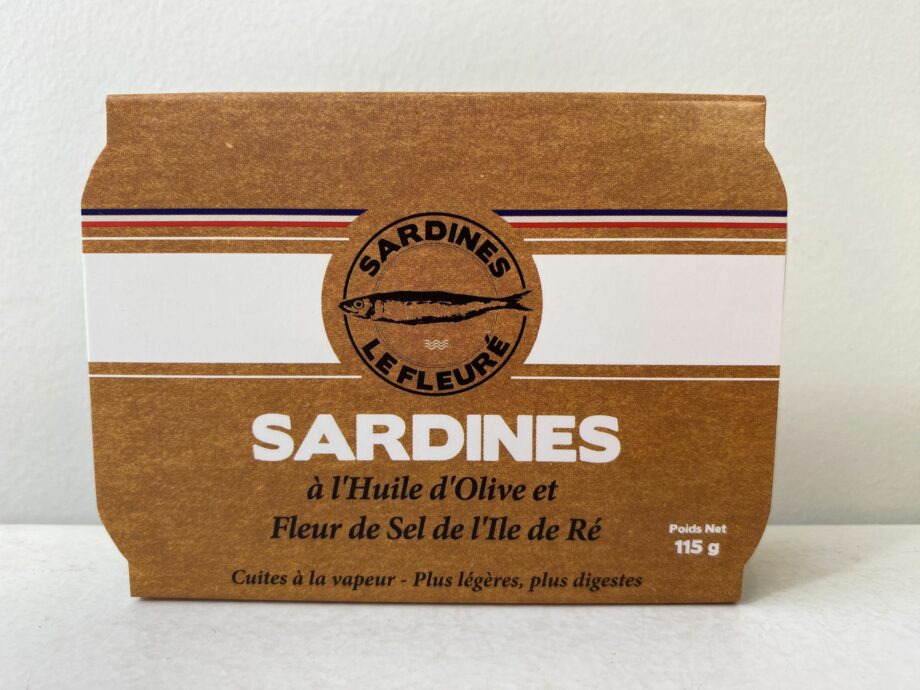 SARDINES
LE FLEURÉ
SARDINES
à l'Huile d'Olive et
Fleur de Sel de l'Ile de Ré
Poids Net
115 g
Cuites à la vapeur - Plus légères, plus digestes